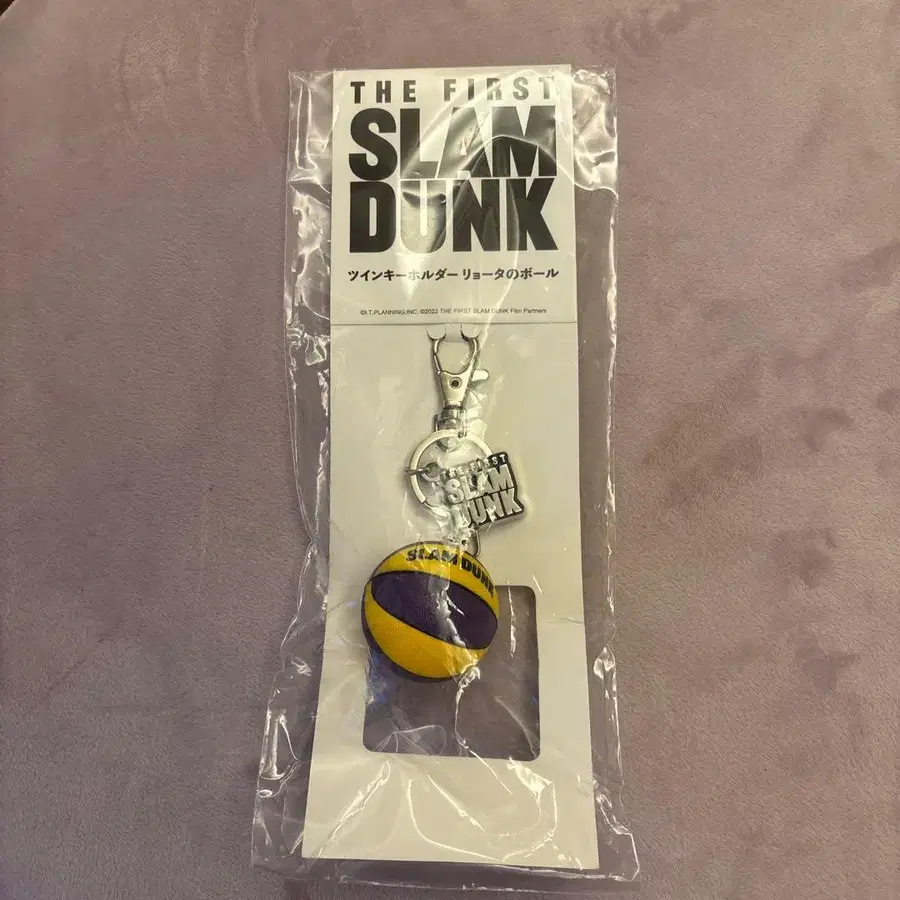 THE FIRST
SLAM
DUNK
ツインキーホルダー リョータのボール
©I.T.PLANNING,INC. ©2022 THE FIRST SLAM DUNK Film Partners
THE FIRST
SLAM
DUNK
SLAM DUNK